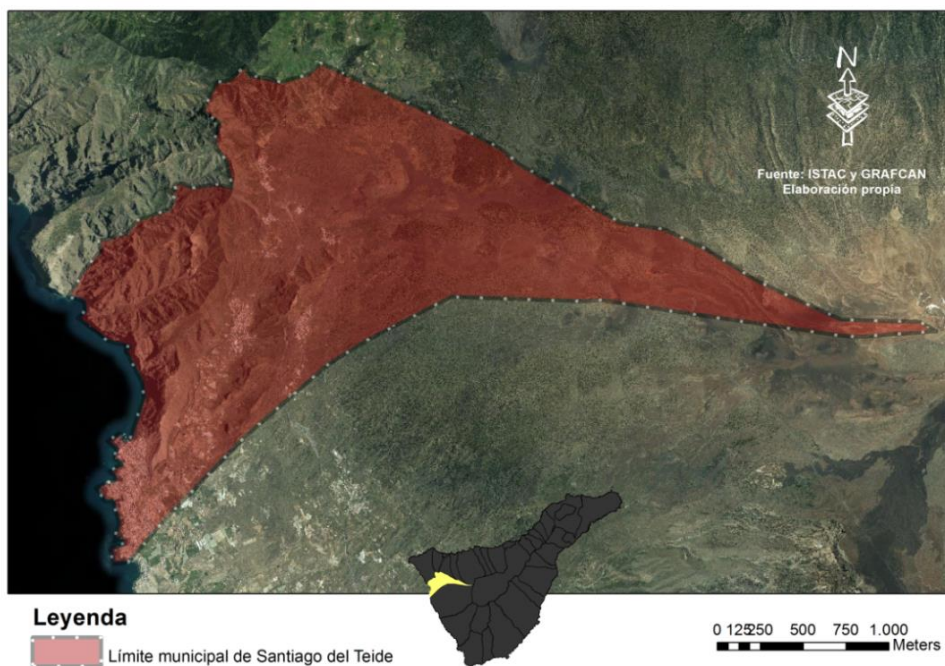 N
Fuente: ISTAC y GRAFCAN
Elaboración propia
Leyenda
Límite municipal de Santiago del Teide
0 125250 500 750 1.000
Meters